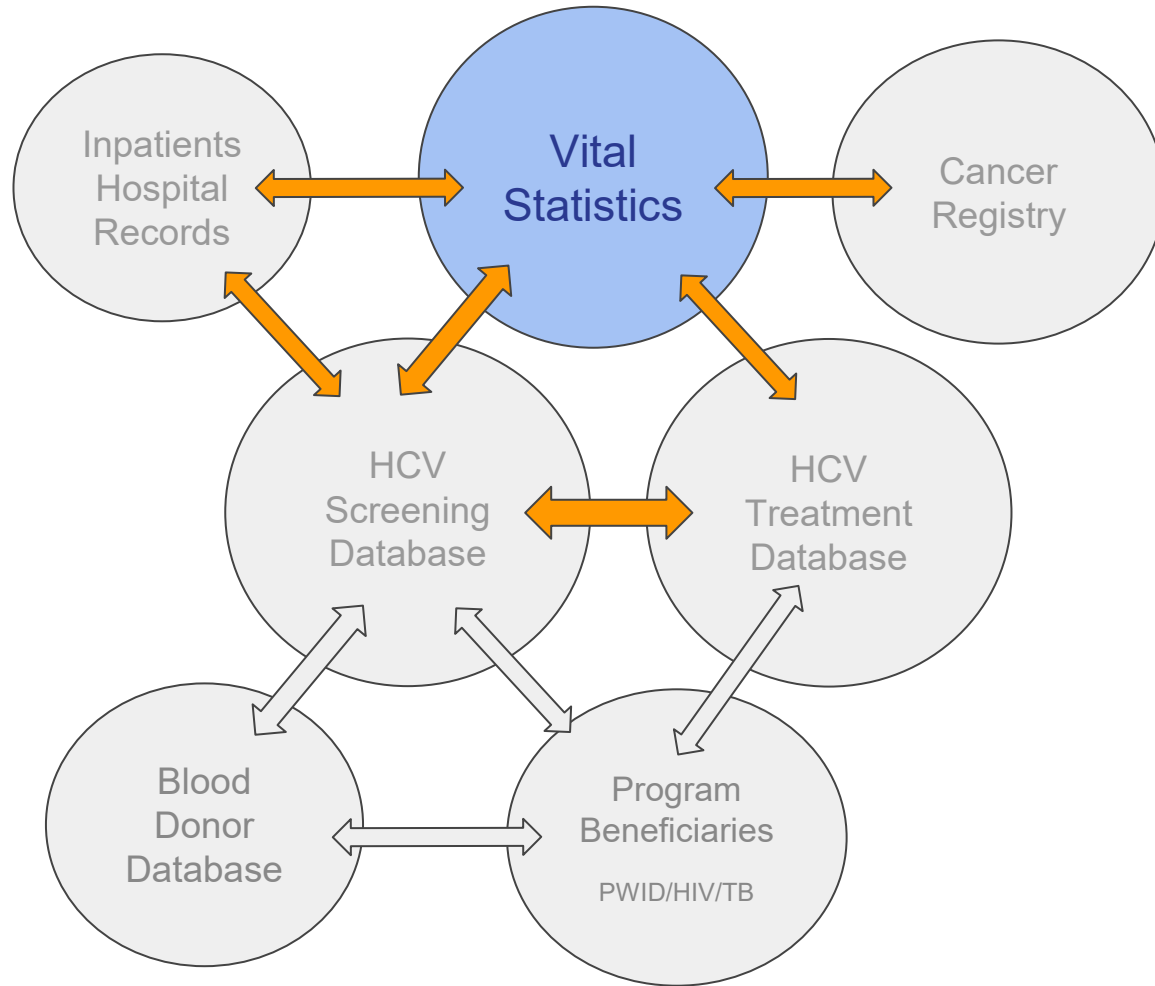 Inpatients
Hospital
Records
Vital
Statistics
Cancer
Registry
HCV
Screening
Database
HCV
Treatment
Database
Blood
Donor
Database
Program
Beneficiaries
PWID/HIV/TB